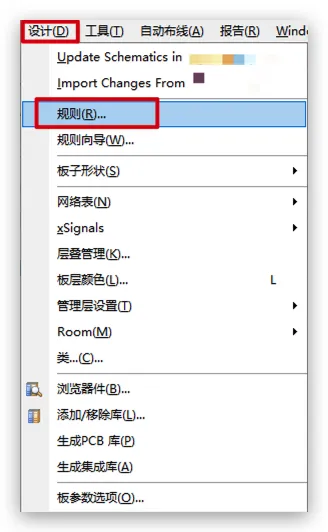 设计(D) 工具(T) 自动布线(A) 报告(R) Windo
Update Schematics in
Import Changes From
规则(R)...
规则向导(W)...
板子形状(S)
网络表(N)
xSignals
层叠管理(K)...
板层颜色(L)... L
管理层设置(T)
Room(M)
类...(C)...
浏览器件(B)...
添加/移除库(L)...
生成PCB 库(P)
生成集成库(A)
板参数选项(O)...